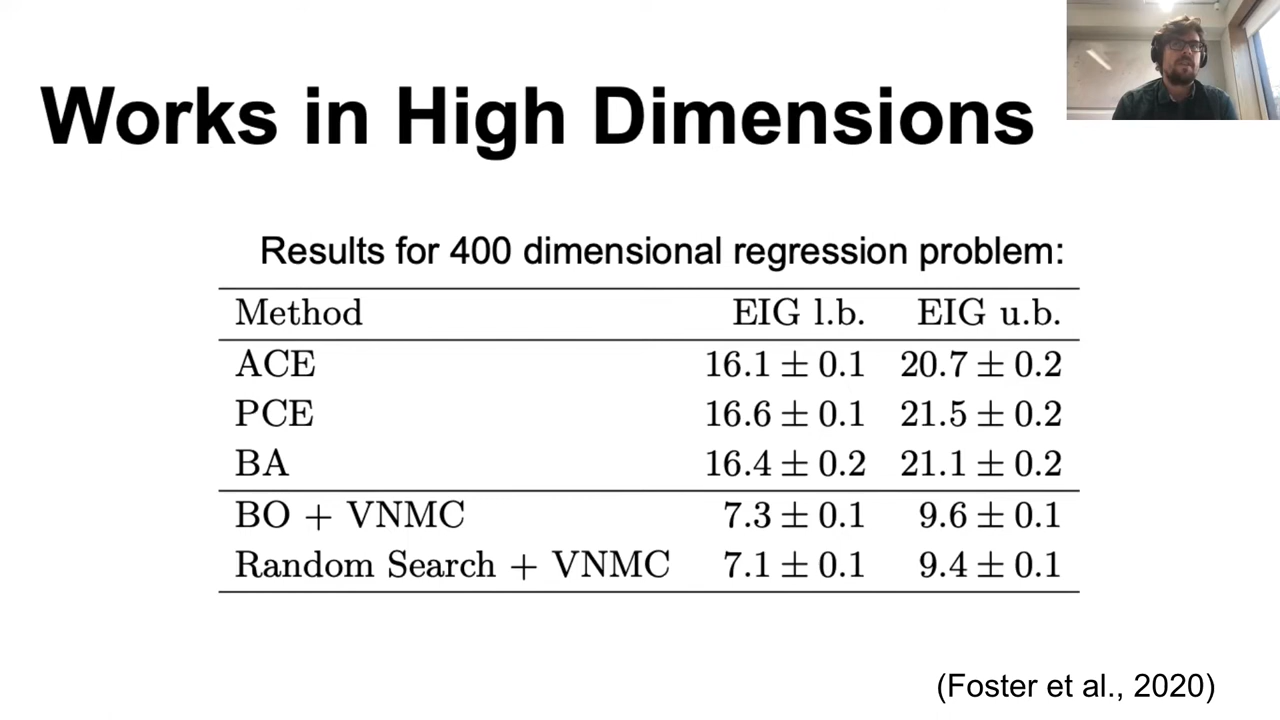 Works in High Dimensions
Results for 400 dimensional regression problem:
Method EIG l.b. EIG u.b.
ACE 16.1 ± 0.1 20.7 ± 0.2
PCE 16.6 ± 0.1 21.5 ± 0.2
BA 16.4 ± 0.2 21.1 ± 0.2
BO + VNMC 7.3 ± 0.1 9.6 ± 0.1
Random Search + VNMC 7.1 ± 0.1 9.4 ± 0.1
(Foster et al., 2020)